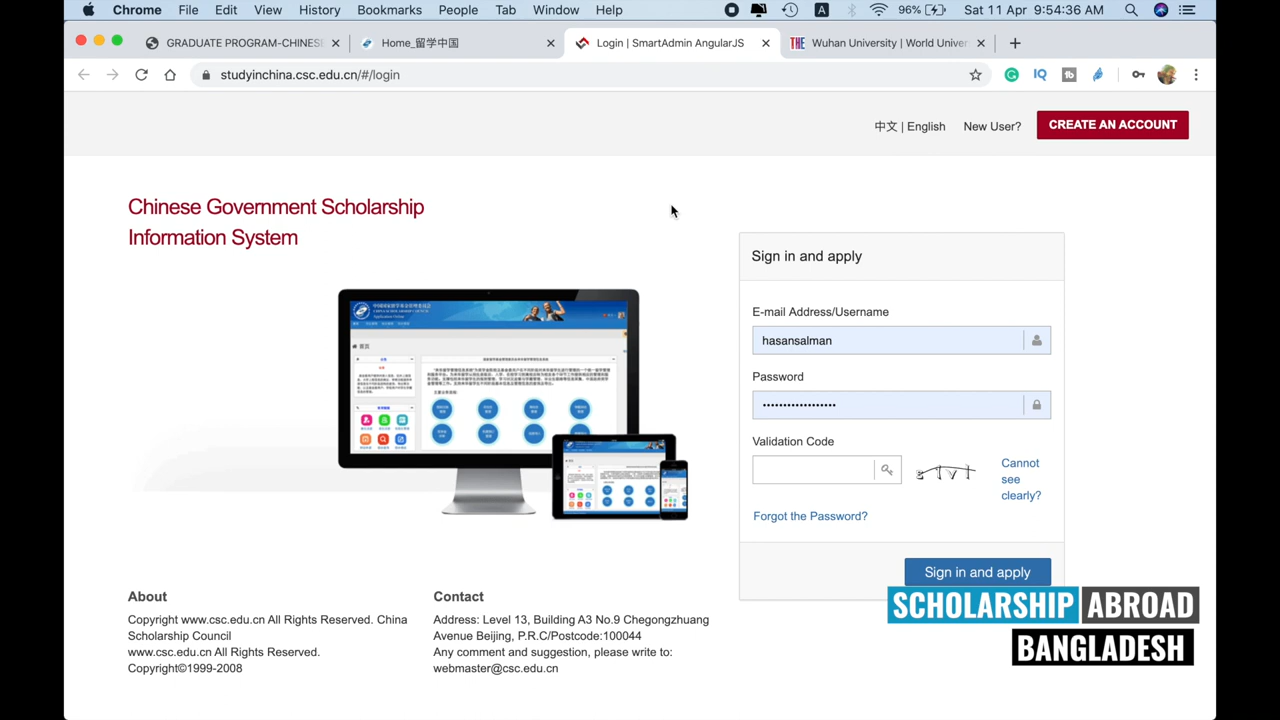 Chrome File Edit View History Bookmarks People Tab Window Help A 96% Sat 11 Apr 9:54:36 AM
GRADUATE PROGRAM-CHINESE Home_留学中国 Login | SmartAdmin AngularJS THE Wuhan University | World Univer
studyinchina.csc.edu.cn/#/login IQ tb
中文 | English New User? CREATE AN ACCOUNT
Chinese Government Scholarship
Information System
Sign in and apply
E-mail Address/Username
hasansalman
Password
Validation Code
Cannot
see
clearly?
Forgot the Password?
Sign in and apply
About
Copyright www.csc.edu.cn All Rights Reserved. China
Scholarship Council
www.csc.edu.cn All Rights Reserved.
Copyright©1999-2008
Contact
Address: Level 13, Building A3 No.9 Chegongzhuang
Avenue Beijing, P.R.C/Postcode:100044
Any comment and suggestion, please write to:
webmaster@csc.edu.cn
SCHOLARSHIP ABROAD
BANGLADESH